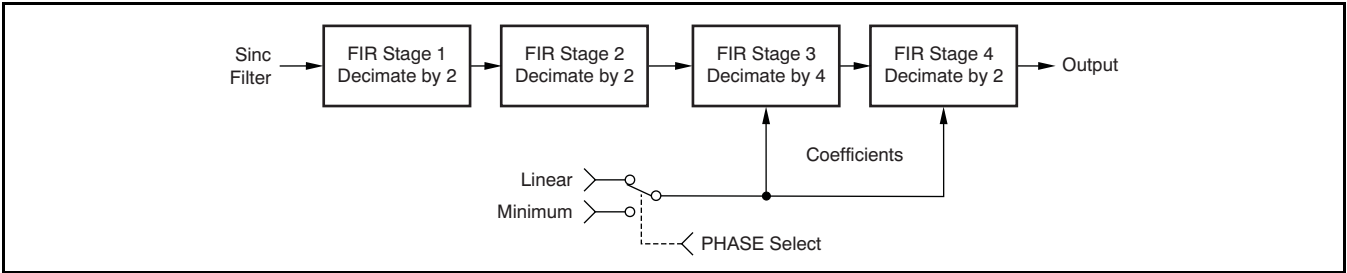 Sinc
Filter
FIR Stage 1
Decimate by 2
FIR Stage 2
Decimate by 2
FIR Stage 3
Decimate by 4
FIR Stage 4
Decimate by 2
Output
Coefficients
Linear
Minimum
PHASE Select